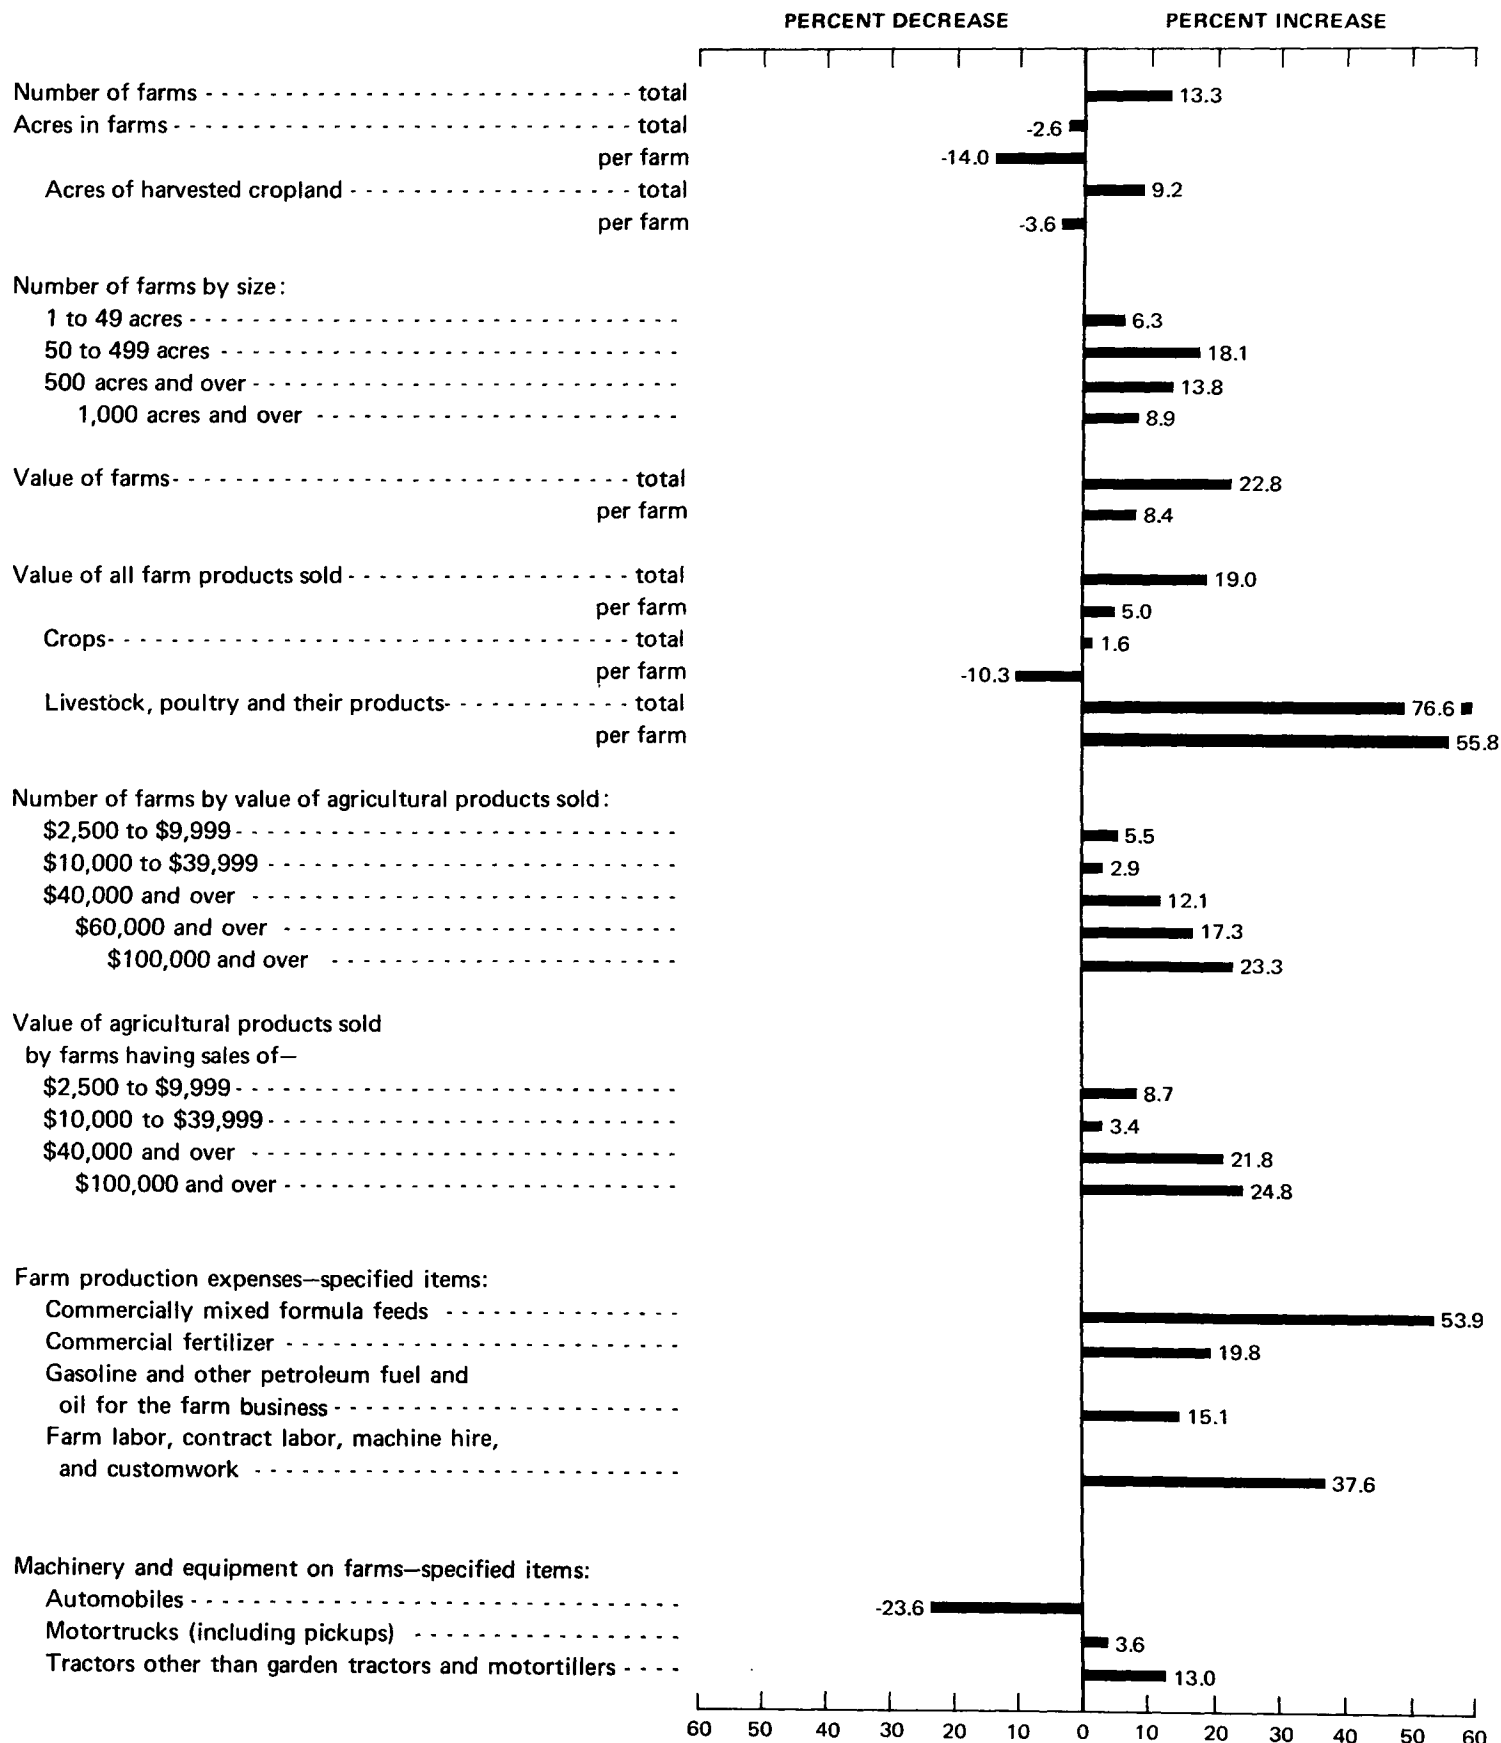 PERCENT DECREASE PERCENT INCREASE
Number of farms - - - - - - - - - - - - - - - - - - - - - - - - - - - total 13.3
Acres in farms - - - - - - - - - - - - - - - - - - - - - - - - - - - - - total -2.6
per farm -14.0
Acres of harvested cropland - - - - - - - - - - - - - - - - - - total 9.2
per farm -3.6
Number of farms by size:
1 to 49 acres - - - - - - - - - - - - - - - - - - - - - - - - - - - - - - - 6.3
50 to 499 acres - - - - - - - - - - - - - - - - - - - - - - - - - - - - - 18.1
500 acres and over - - - - - - - - - - - - - - - - - - - - - - - - - - - 13.8
1,000 acres and over - - - - - - - - - - - - - - - - - - - - - - - 8.9
Value of farms - - - - - - - - - - - - - - - - - - - - - - - - - - - - - total 22.8
per farm 8.4
Value of all farm products sold - - - - - - - - - - - - - - - - - - total 19.0
per farm 5.0
Crops - - - - - - - - - - - - - - - - - - - - - - - - - - - - - - - - - total 1.6
per farm -10.3
Livestock, poultry and their products - - - - - - - - - - - - total 76.6
per farm 55.8
Number of farms by value of agricultural products sold:
$2,500 to $9,999 - - - - - - - - - - - - - - - - - - - - - - - - - - - - 5.5
$10,000 to $39,999 - - - - - - - - - - - - - - - - - - - - - - - - - - 2.9
$40,000 and over - - - - - - - - - - - - - - - - - - - - - - - - - - - 12.1
$60,000 and over - - - - - - - - - - - - - - - - - - - - - - - - - 17.3
$100,000 and over - - - - - - - - - - - - - - - - - - - - - - 23.3
Value of agricultural products sold
by farms having sales of—
$2,500 to $9,999 - - - - - - - - - - - - - - - - - - - - - - - - - - - - 8.7
$10,000 to $39,999 - - - - - - - - - - - - - - - - - - - - - - - - - - 3.4
$40,000 and over - - - - - - - - - - - - - - - - - - - - - - - - - - - 21.8
$100,000 and over - - - - - - - - - - - - - - - - - - - - - - - - - 24.8
Farm production expenses—specified items:
Commercially mixed formula feeds - - - - - - - - - - - - - - - 53.9
Commercial fertilizer - - - - - - - - - - - - - - - - - - - - - - - - - 19.8
Gasoline and other petroleum fuel and
oil for the farm business - - - - - - - - - - - - - - - - - - - - - - 15.1
Farm labor, contract labor, machine hire,
and customwork - - - - - - - - - - - - - - - - - - - - - - - - - - - 37.6
Machinery and equipment on farms—specified items:
Automobiles - - - - - - - - - - - - - - - - - - - - - - - - - - - - - - - -23.6
Motortrucks (including pickups) - - - - - - - - - - - - - - - - - 3.6
Tractors other than garden tractors and motortillers - - - - 13.0
60 50 40 30 20 10 0 10 20 30 40 50 60